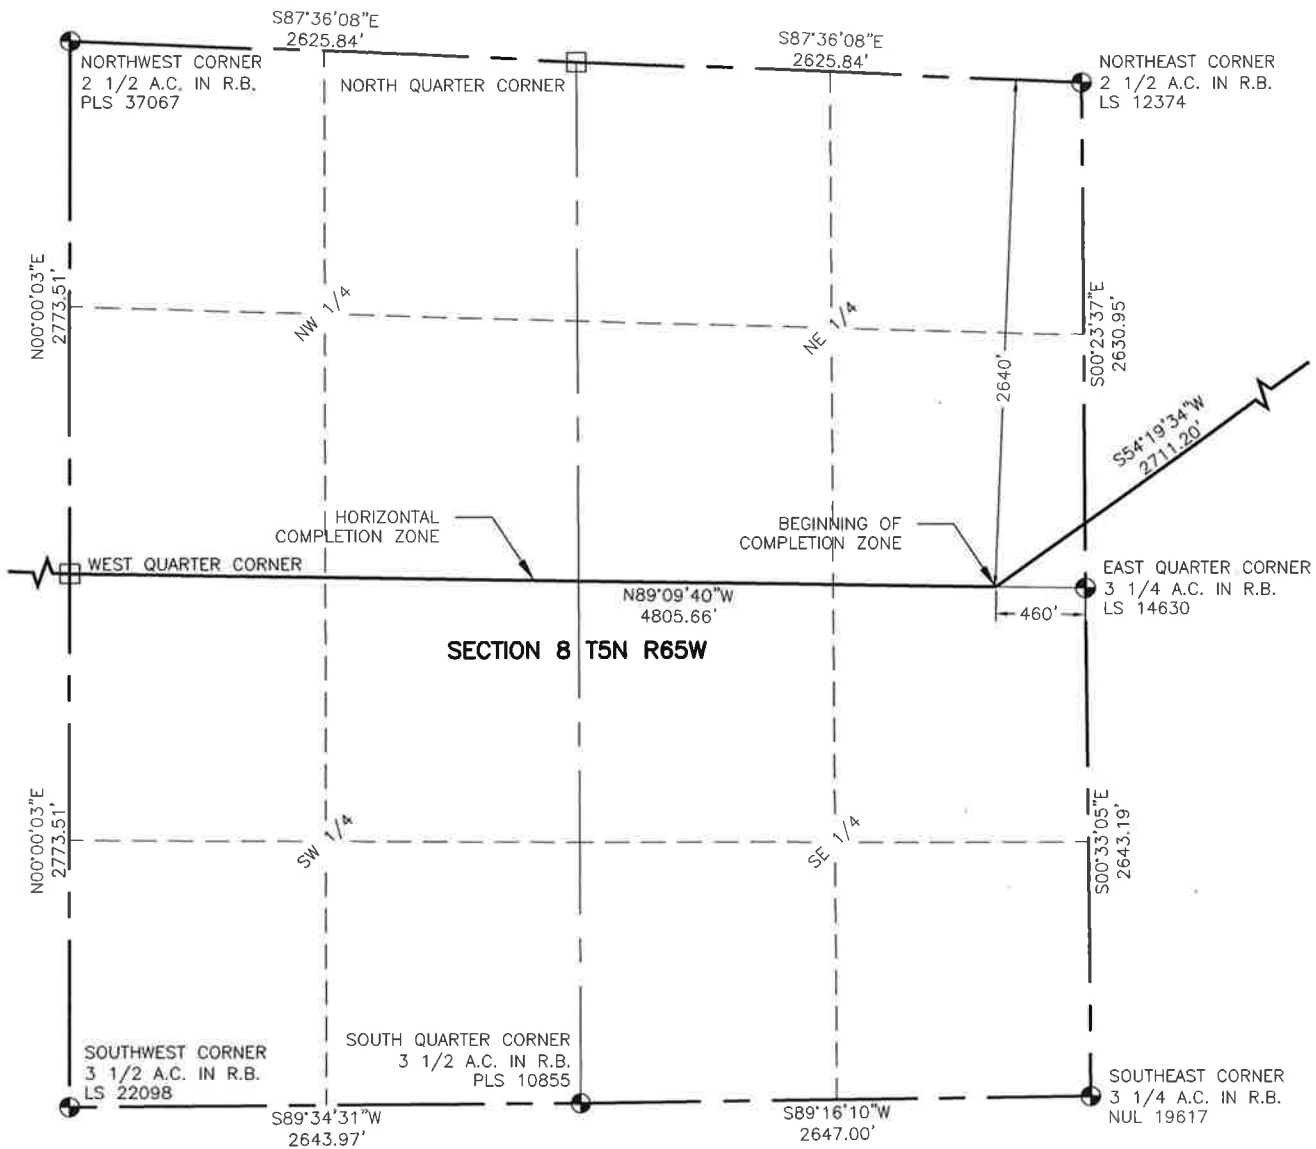 S87°36'08"E
2625.84'
S87°36'08"E
2625.84'
NORTHWEST CORNER
2 1/2 A.C. IN R.B.
PLS 37067
NORTH QUARTER CORNER
NORTHEAST CORNER
2 1/2 A.C. IN R.B.
LS 12374
N00°00'03"E
2773.51'
NW 1/4
NE 1/4
2640'
S00°23'37"E
2630.95'
S54°19'34"W
2711.20'
HORIZONTAL
COMPLETION ZONE
BEGINNING OF
COMPLETION ZONE
WEST QUARTER CORNER
EAST QUARTER CORNER
3 1/4 A.C. IN R.B.
LS 14630
N89°09'40"W
4805.66'
460'
SECTION 8 T5N R65W
N00°00'03"E
2773.51'
SW 1/4
SE 1/4
S00°33'05"E
2643.19'
SOUTHWEST CORNER
3 1/2 A.C. IN R.B.
LS 22098
SOUTH QUARTER CORNER
3 1/2 A.C. IN R.B.
PLS 10855
SOUTHEAST CORNER
3 1/4 A.C. IN R.B.
NUL 19617
S89°34'31"W
2643.97'
S89°16'10"W
2647.00'